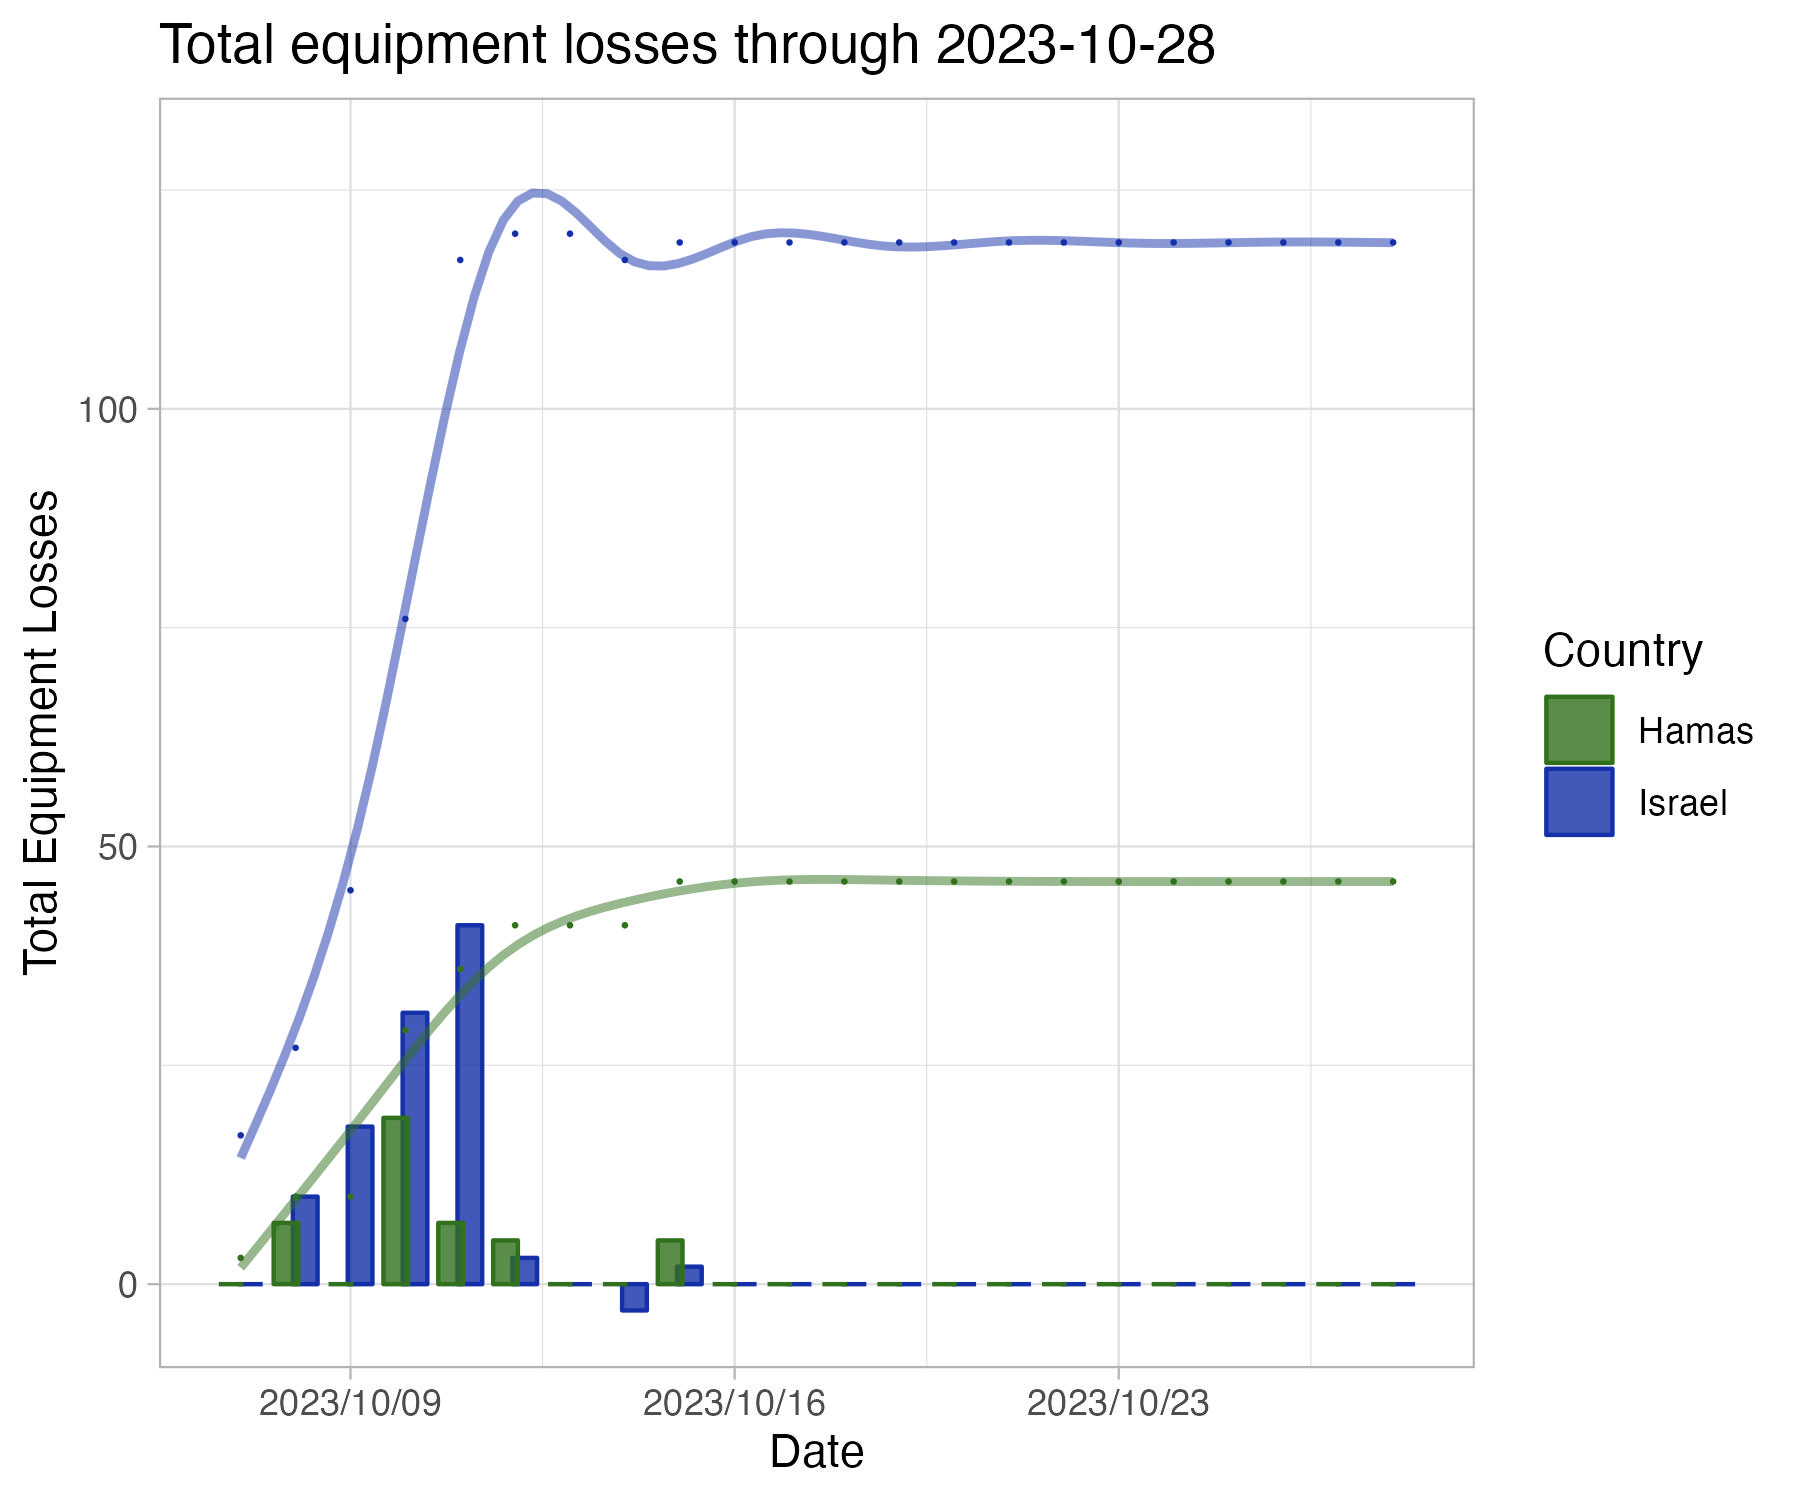 Total equipment losses through 2023-10-28
Total Equipment Losses
100
50
0
2023/10/09
2023/10/16
2023/10/23
Date
Country
Hamas
Israel